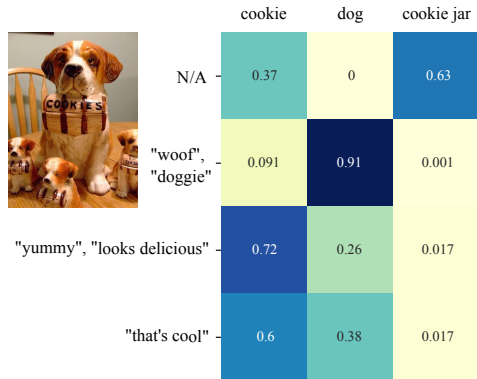 cookie dog cookie jar
COOKIES
N/A 0.37 0 0.63
"woof",
"doggie" 0.091 0.91 0.001
"yummy", "looks delicious" 0.72 0.26 0.017
"that's cool" 0.6 0.38 0.017